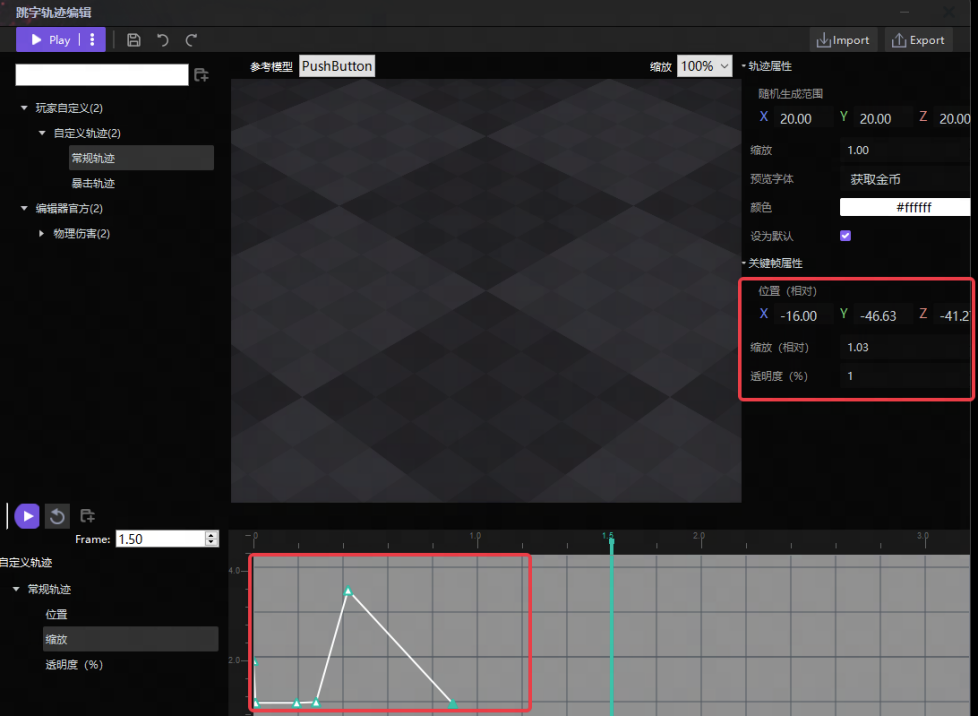 跳字轨迹编辑
Play
Import
Export
参考模型 PushButton
缩放 100%
轨迹属性
随机生成范围
X 20.00 Y 20.00 Z 20.00
缩放 1.00
预览字体 获取金币
颜色 #ffffff
设为默认
关键帧属性
位置（相对）
X -16.00 Y -46.63 Z -41.2
缩放（相对） 1.03
透明度（%） 1
玩家自定义(2)
自定义轨迹(2)
常规轨迹
暴击轨迹
编辑器官方(2)
物理伤害(2)
Frame: 1.50
自定义轨迹
常规轨迹
位置
缩放
透明度（%）
0 1.0 2.0 3.0
4.0
2.0